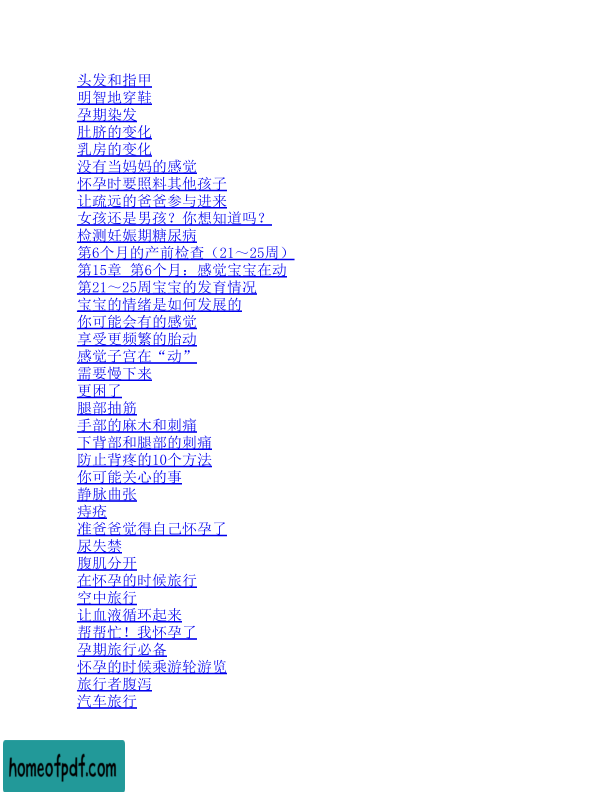 头发和指甲
明智地穿鞋
孕期染发
肚脐的变化
乳房的变化
没有当妈妈的感觉
怀孕时要照料其他孩子
让疏远的爸爸参与进来
女孩还是男孩？你想知道吗？
检测妊娠期糖尿病
第6个月的产前检查（21～25周）
第15章 第6个月：感觉宝宝在动
第21～25周宝宝的发育情况
宝宝的情绪是如何发展的
你可能会有的感觉
享受更频繁的胎动
感觉子宫在“动”
需要慢下来
更困了
腿部抽筋
手部的麻木和刺痛
下背部和腿部的刺痛
防止背疼的10个方法
你可能关心的事
静脉曲张
痔疮
准爸爸觉得自己怀孕了
尿失禁
腹肌分开
在怀孕的时候旅行
空中旅行
让血液循环起来
帮帮忙！我怀孕了
孕期旅行必备
怀孕的时候乘游轮游览
旅行者腹泻
汽车旅行
homeofpdf.com